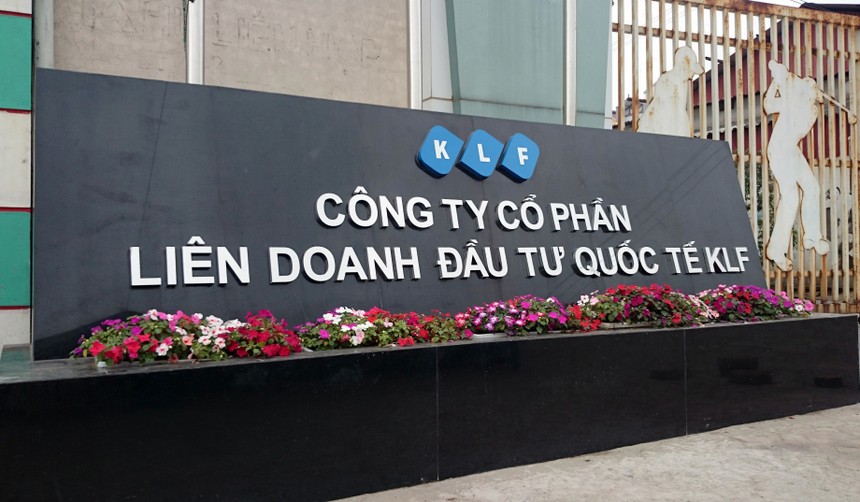 KLF
CÔNG TY CỔ PHẦN
LIÊN DOANH ĐẦU TƯ QUỐC TẾ KLF